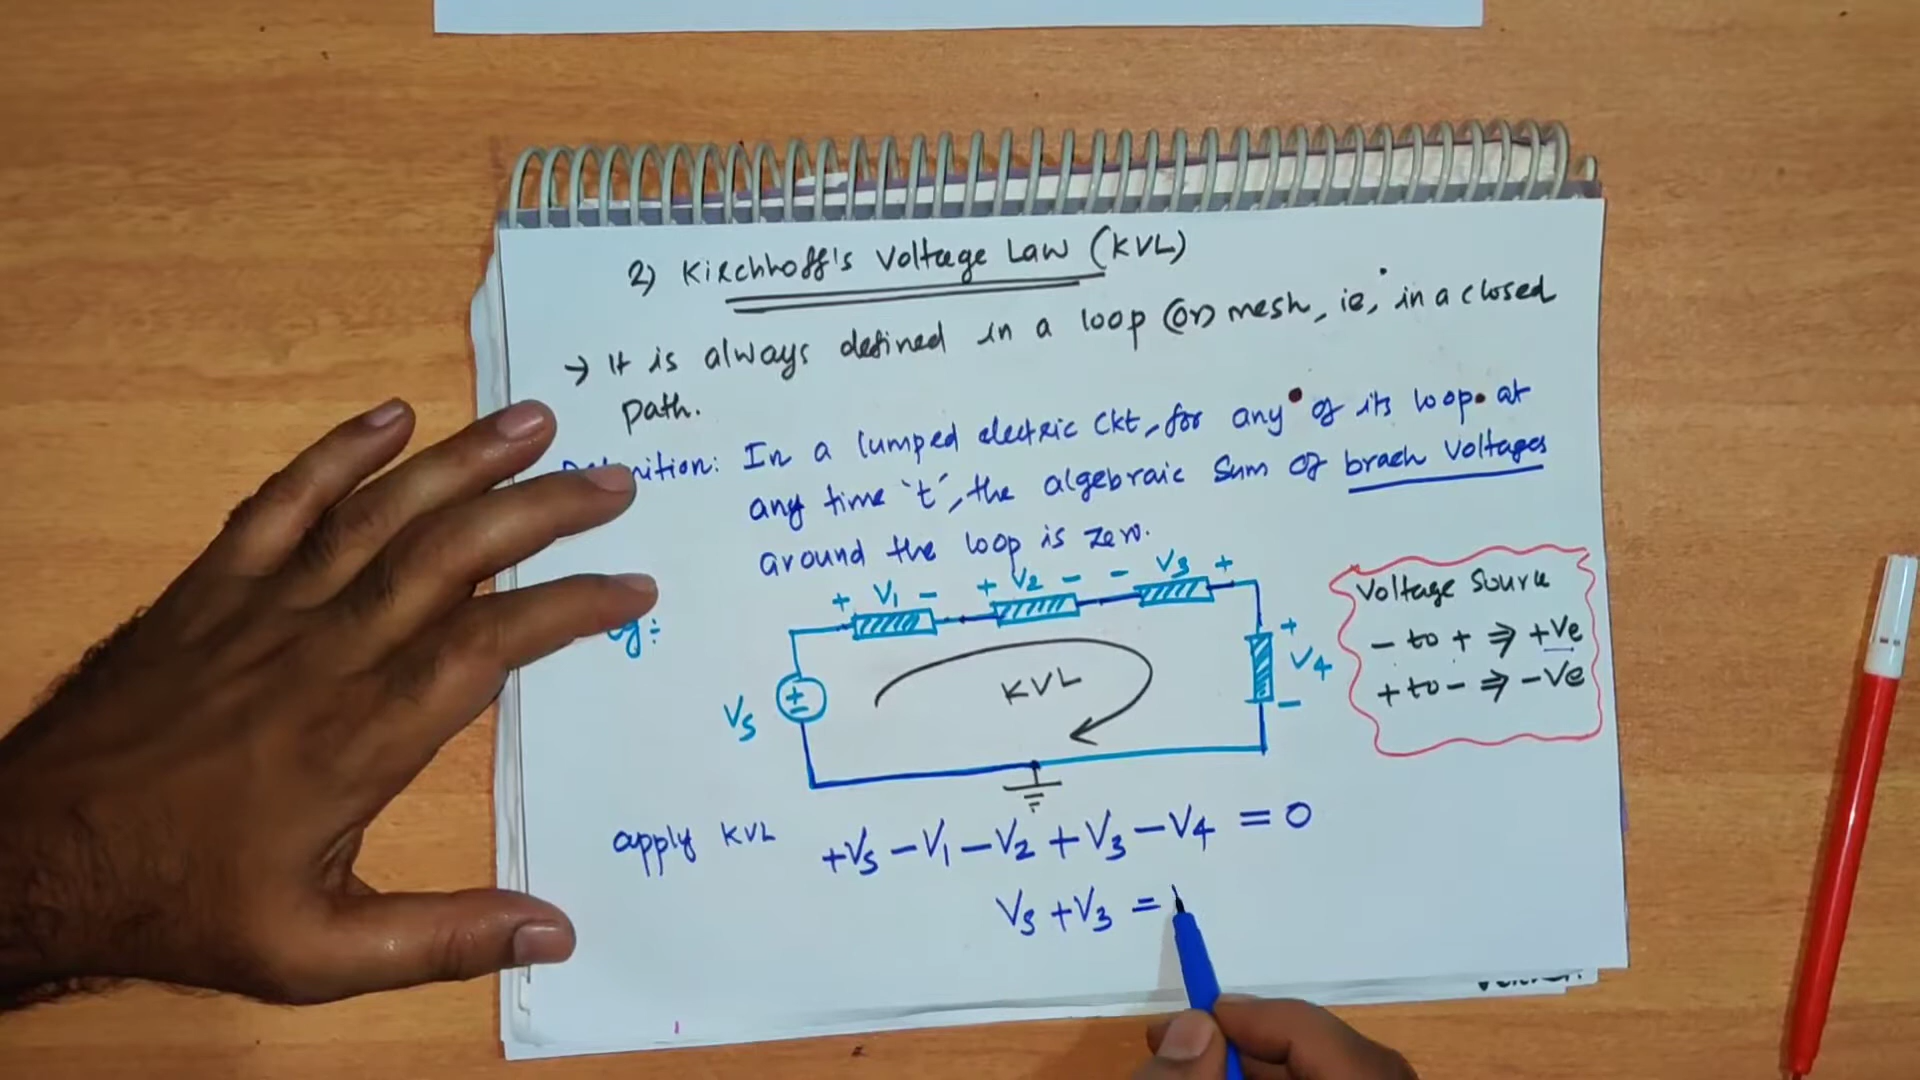 2) Kirchhoff's Voltage Law (KVL)
→ It is always defined in a loop (or) mesh, ie, in a closed
path.
nition: In a lumped electric ckt, for any of its loop at
any time 't', the algebraic sum of brach voltages
around the loop is zero.
+ V1 - + V2 - - V3 +
Eg:
Voltage Sourc
- to + ⇒ +Ve
+ to - ⇒ -Ve
+
V4
-
KVL
Vs
+
-
apply KVL +Vs - V1 - V2 + V3 - V4 = 0
Vs + V3 =